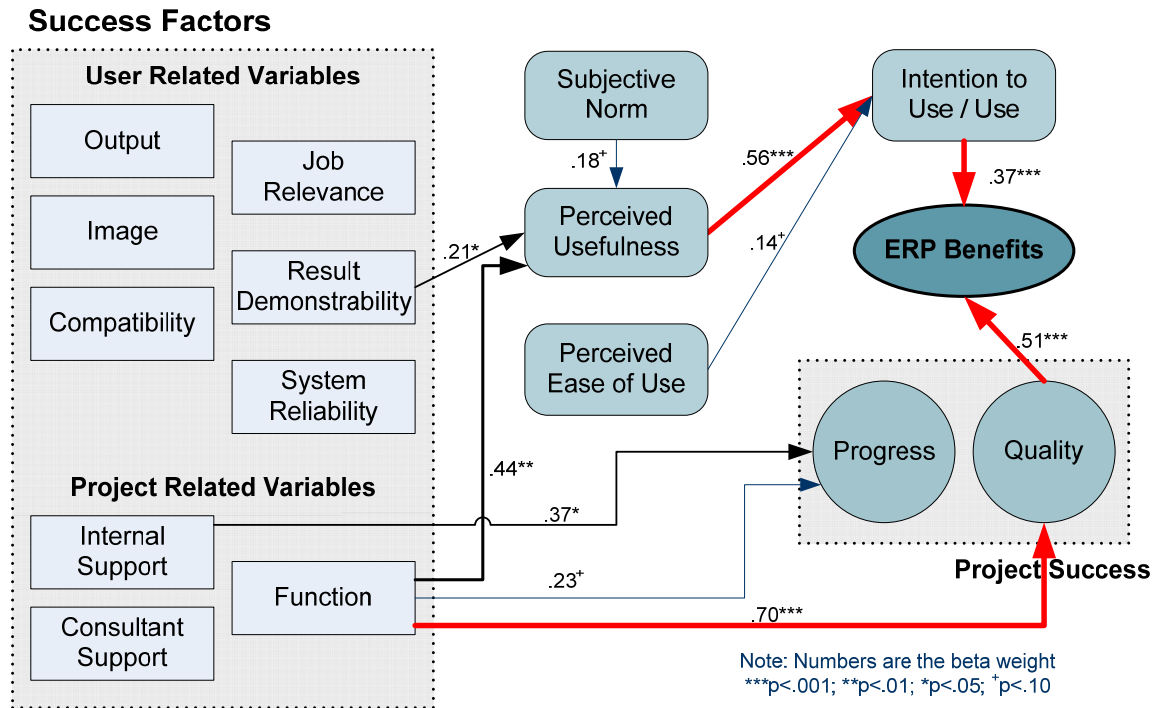 Success Factors
User Related Variables
Output
Job
Relevance
Image
Result
Demonstrability
Compatibility
System
Reliability
Project Related Variables
Internal
Support
Function
Consultant
Support
Subjective
Norm
.18+
Perceived
Usefulness
.21*
.44**
Perceived
Ease of Use
.56***
.14+
Intention to
Use / Use
.37***
ERP Benefits
.51***
Progress
Quality
Project Success
.37*
.23+
.70***
Note: Numbers are the beta weight
***p<.001; **p<.01; *p<.05; +p<.10